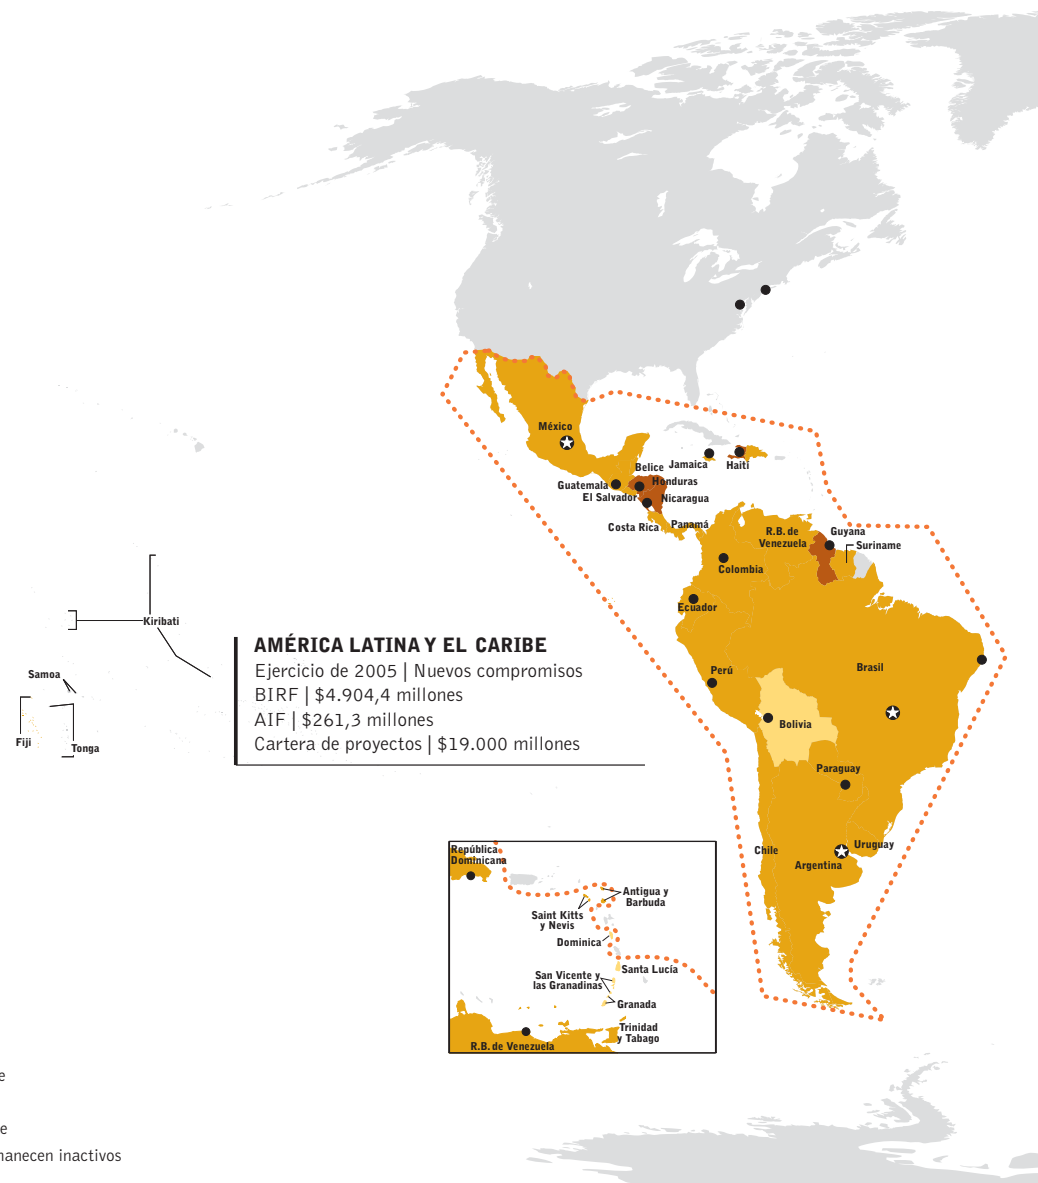 México
Belice
Jamaica
Haití
Guatemala
Honduras
El Salvador
Nicaragua
Costa Rica
Panamá
R.B. de
Venezuela
Guyana
Suriname
Colombia
Ecuador
Kiribati
Samoa
Fiji
Tonga
AMÉRICA LATINA Y EL CARIBE
Ejercicio de 2005 | Nuevos compromisos
BIRF | $4.904,4 millones
AIF | $261,3 millones
Cartera de proyectos | $19.000 millones
Perú
Brasil
Bolivia
Paraguay
Chile
Uruguay
Argentina
República
Dominicana
Antigua y
Barbuda
Saint Kitts
y Nevis
Dominica
Santa Lucía
San Vicente y
las Granadinas
Granada
Trinidad
y Tabago
R.B. de Venezuela
e
e
manecen inactivos